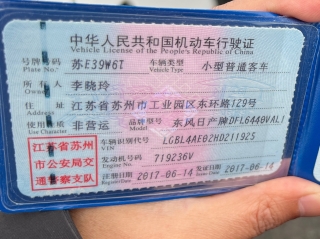 中华人民共和国机动车行驶证
Vehicle License of the People's Republic of China
号牌号码 苏E39W6T 车辆类型 小型普通客车
Plate No. Vehicle Type
所有人 李晓玲
Owner
住址 江苏省苏州市工业园区东环路129号
Address
使用性质 非营运 品牌型号 东风日产牌DFL6440VAL1
Use Character Model
江苏省苏州市公安局交通警察支队 车辆识别代号 LGBL4AE02HD211925
VIN
发动机号码 719236V
Engine No.
注册日期 2017-06-14 发证日期 2017-06-14
Register Date Issue Date